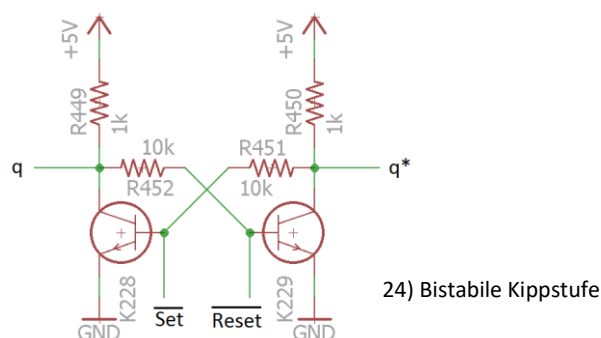 +5V +5V
R449 1k R450 1k
10k R451
q q*
R452 10k
K228 K229
24) Bistabile Kippstufe
Set Reset
GND GND